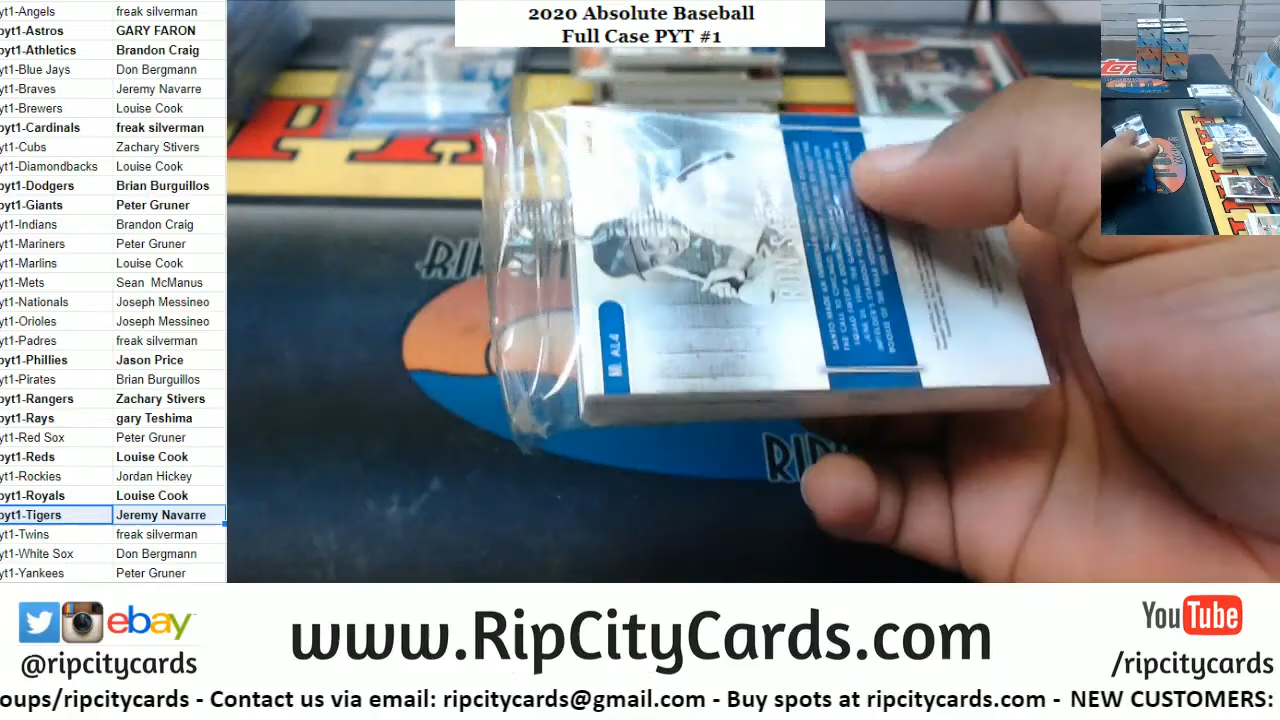 2020 Absolute Baseball
Full Case PYT #1
yt1-Angels freak silverman
pyt1-Astros GARY FARON
pyt1-Athletics Brandon Craig
yt1-Blue Jays Don Bergmann
yt1-Braves Jeremy Navarre
yt1-Brewers Louise Cook
pyt1-Cardinals freak silverman
yt1-Cubs Zachary Stivers
yt1-Diamondbacks Louise Cook
pyt1-Dodgers Brian Burguillos
pyt1-Giants Peter Gruner
yt1-Indians Brandon Craig
yt1-Mariners Peter Gruner
yt1-Marlins Louise Cook
yt1-Mets Sean McManus
yt1-Nationals Joseph Messineo
yt1-Orioles Joseph Messineo
yt1-Padres freak silverman
pyt1-Phillies Jason Price
yt1-Pirates Brian Burguillos
pyt1-Rangers Zachary Stivers
pyt1-Rays gary Teshima
yt1-Red Sox Peter Gruner
pyt1-Reds Louise Cook
yt1-Rockies Jordan Hickey
pyt1-Royals Louise Cook
pyt1-Tigers Jeremy Navarre
yt1-Twins freak silverman
yt1-White Sox Don Bergmann
yt1-Yankees Peter Gruner
RIP
RIP
ebay
@ripcitycards
www.RipCityCards.com
YouTube
/ripcitycards
oups/ripcitycards - Contact us via email: ripcitycards@gmail.com - Buy spots at ripcitycards.com - NEW CUSTOMERS: